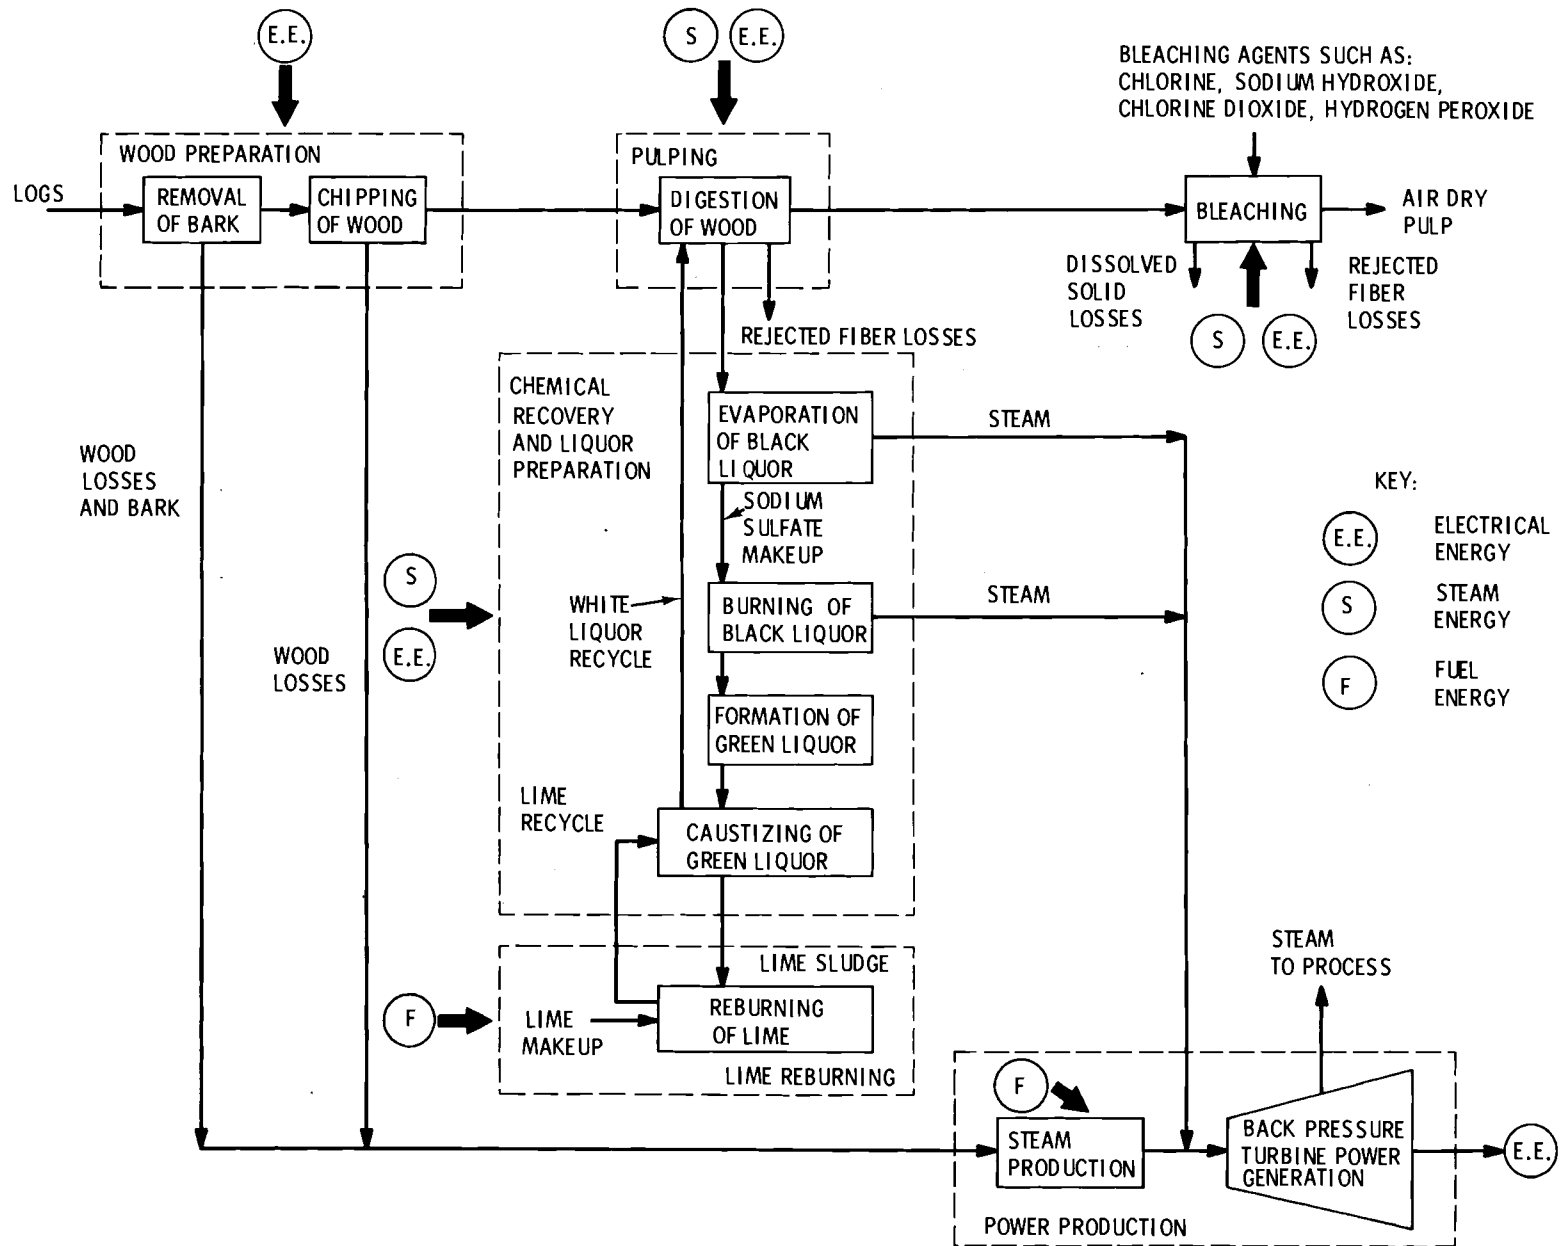 E.E.
S
E.E.
BLEACHING AGENTS SUCH AS:
CHLORINE, SODIUM HYDROXIDE,
CHLORINE DIOXIDE, HYDROGEN PEROXIDE
WOOD PREPARATION
LOGS
REMOVAL
OF BARK
CHIPPING
OF WOOD
PULPING
DIGESTION
OF WOOD
BLEACHING
AIR DRY
PULP
DISSOLVED
SOLID
LOSSES
REJECTED
FIBER
LOSSES
S
E.E.
REJECTED FIBER LOSSES
CHEMICAL
RECOVERY
AND LIQUOR
PREPARATION
EVAPORATION
OF BLACK
LIQUOR
STEAM
WOOD
LOSSES
AND BARK
SODIUM
SULFATE
MAKEUP
KEY:
E.E.
ELECTRICAL
ENERGY
S
STEAM
ENERGY
F
FUEL
ENERGY
S
E.E.
WHITE
LIQUOR
RECYCLE
BURNING OF
BLACK LIQUOR
STEAM
WOOD
LOSSES
FORMATION OF
GREEN LIQUOR
LIME
RECYCLE
CAUSTIZING OF
GREEN LIQUOR
LIME SLUDGE
F
LIME
MAKEUP
REBURNING
OF LIME
LIME REBURNING
STEAM
TO PROCESS
F
STEAM
PRODUCTION
BACK PRESSURE
TURBINE POWER
GENERATION
E.E.
POWER PRODUCTION